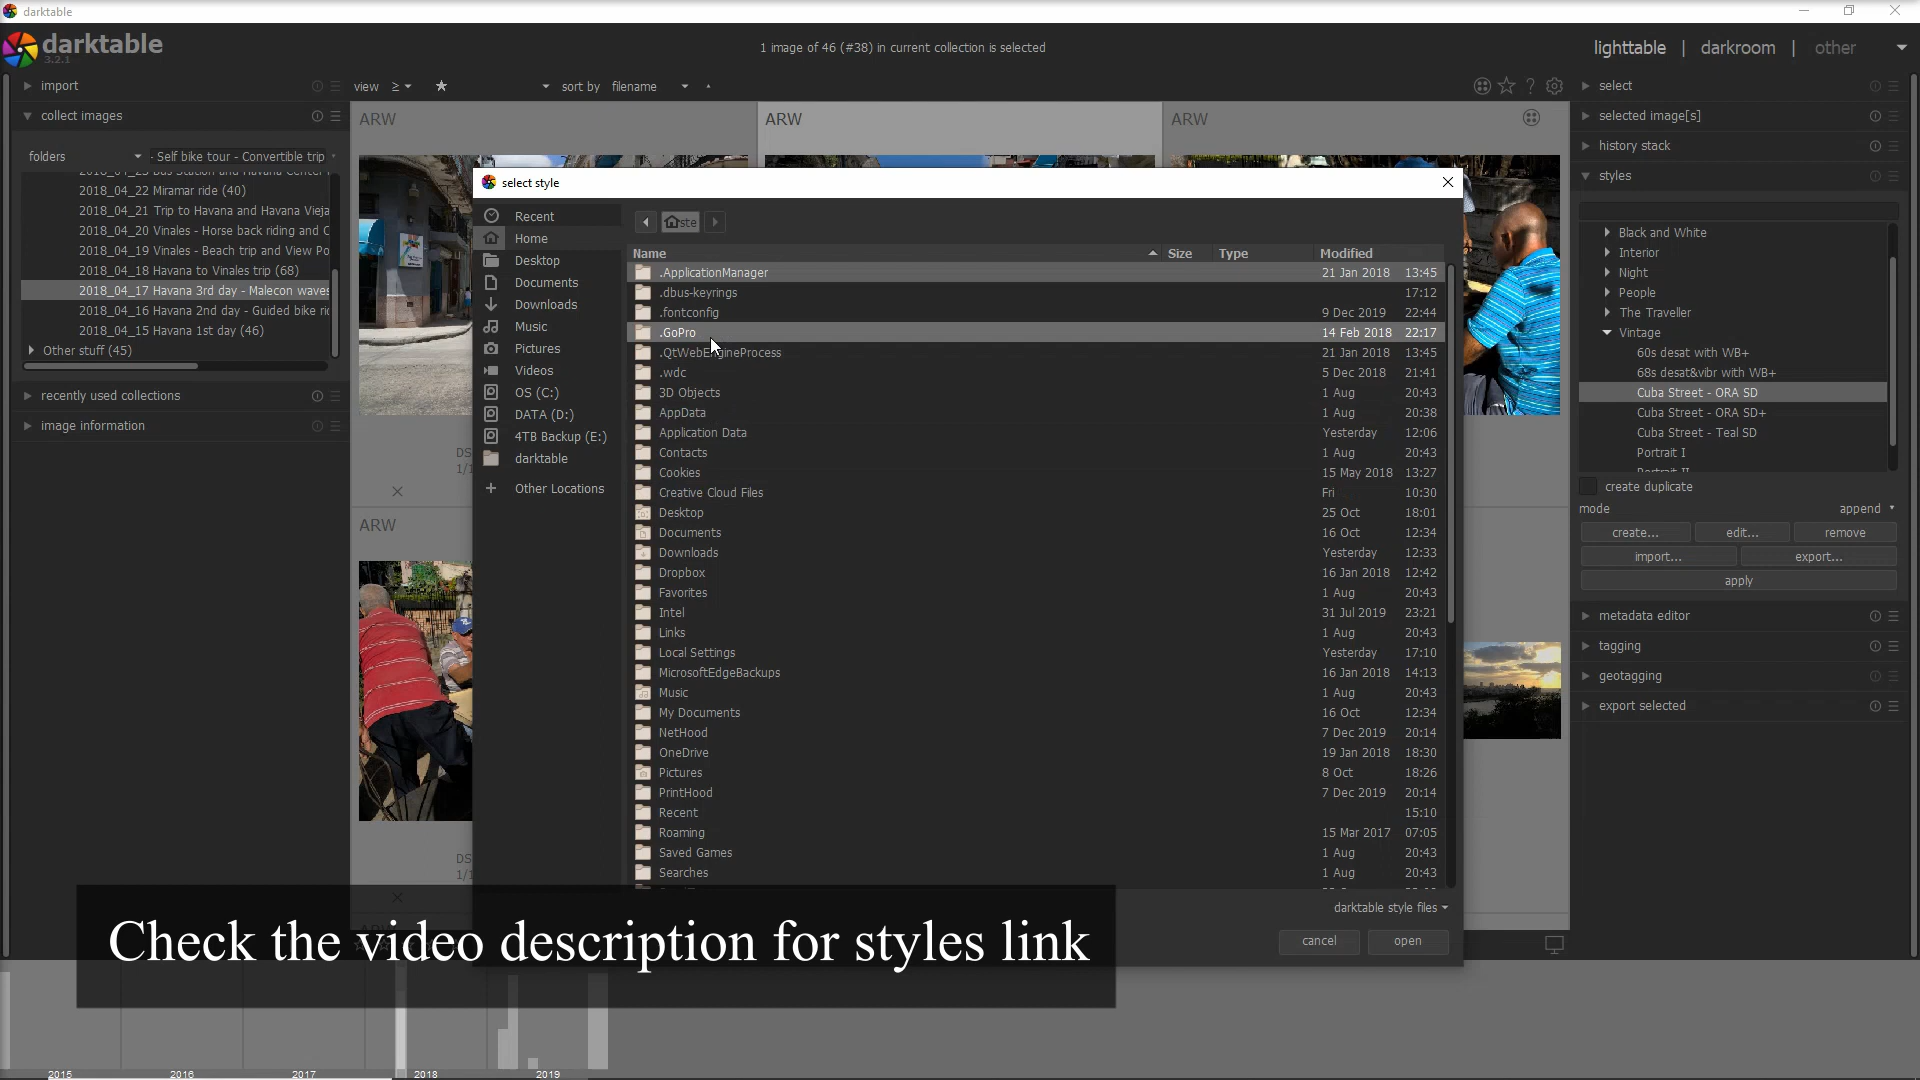 darktable
darktable
3.2.1
1 image of 46 (#38) in current collection is selected
lighttable | darkroom | other
import
view ≥ ★ sort by filename
select
collect images
ARW
ARW
ARW
selected image[s]
folders
- Self bike tour - Convertible trip
history stack
styles
2018_04_22 Miramar ride (40)
2018_04_21 Trip to Havana and Havana Vieja
2018_04_20 Vinales - Horse back riding and C
2018_04_19 Vinales - Beach trip and View Po
2018_04_18 Havana to Vinales trip (68)
2018_04_17 Havana 3rd day - Malecon waves
2018_04_16 Havana 2nd day - Guided bike ri
2018_04_15 Havana 1st day (46)
Other stuff (45)
recently used collections
image information
select style
Recent
Home
Desktop
Documents
Downloads
Music
Pictures
Videos
OS (C:)
DATA (D:)
4TB Backup (E:)
darktable
Other Locations
ste
Name Size Type Modified
.ApplicationManager 21 Jan 2018 13:45
.dbus-keyrings 17:12
.fontconfig 9 Dec 2019 22:44
.GoPro 14 Feb 2018 22:17
.QtWebEngineProcess 21 Jan 2018 13:45
.wdc 5 Dec 2018 21:41
3D Objects 1 Aug 20:43
AppData 1 Aug 20:38
Application Data Yesterday 12:06
Contacts 1 Aug 20:43
Cookies 15 May 2018 13:27
Creative Cloud Files Fri 10:30
Desktop 25 Oct 18:01
Documents 16 Oct 12:34
Downloads Yesterday 12:33
Dropbox 16 Jan 2018 12:42
Favorites 1 Aug 20:43
Intel 31 Jul 2019 23:21
Links 1 Aug 20:43
Local Settings Yesterday 17:10
MicrosoftEdgeBackups 16 Jan 2018 14:13
Music 1 Aug 20:43
My Documents 16 Oct 12:34
NetHood 7 Dec 2019 20:14
OneDrive 19 Jan 2018 18:30
Pictures 8 Oct 18:26
PrintHood 7 Dec 2019 20:14
Recent 15:10
Roaming 15 Mar 2017 07:05
Saved Games 1 Aug 20:43
Searches 1 Aug 20:43
darktable style files
cancel
open
Black and White
Interior
Night
People
The Traveller
Vintage
60s desat with WB+
68s desat&vibr with WB+
Cuba Street - ORA SD
Cuba Street - ORA SD+
Cuba Street - Teal SD
Portrait I
Portrait II
create duplicate
mode append
create... edit... remove
import... export...
apply
metadata editor
tagging
geotagging
export selected
DS
1/1
DS
1/1
Check the video description for styles link
2015 2016 2017 2018 2019